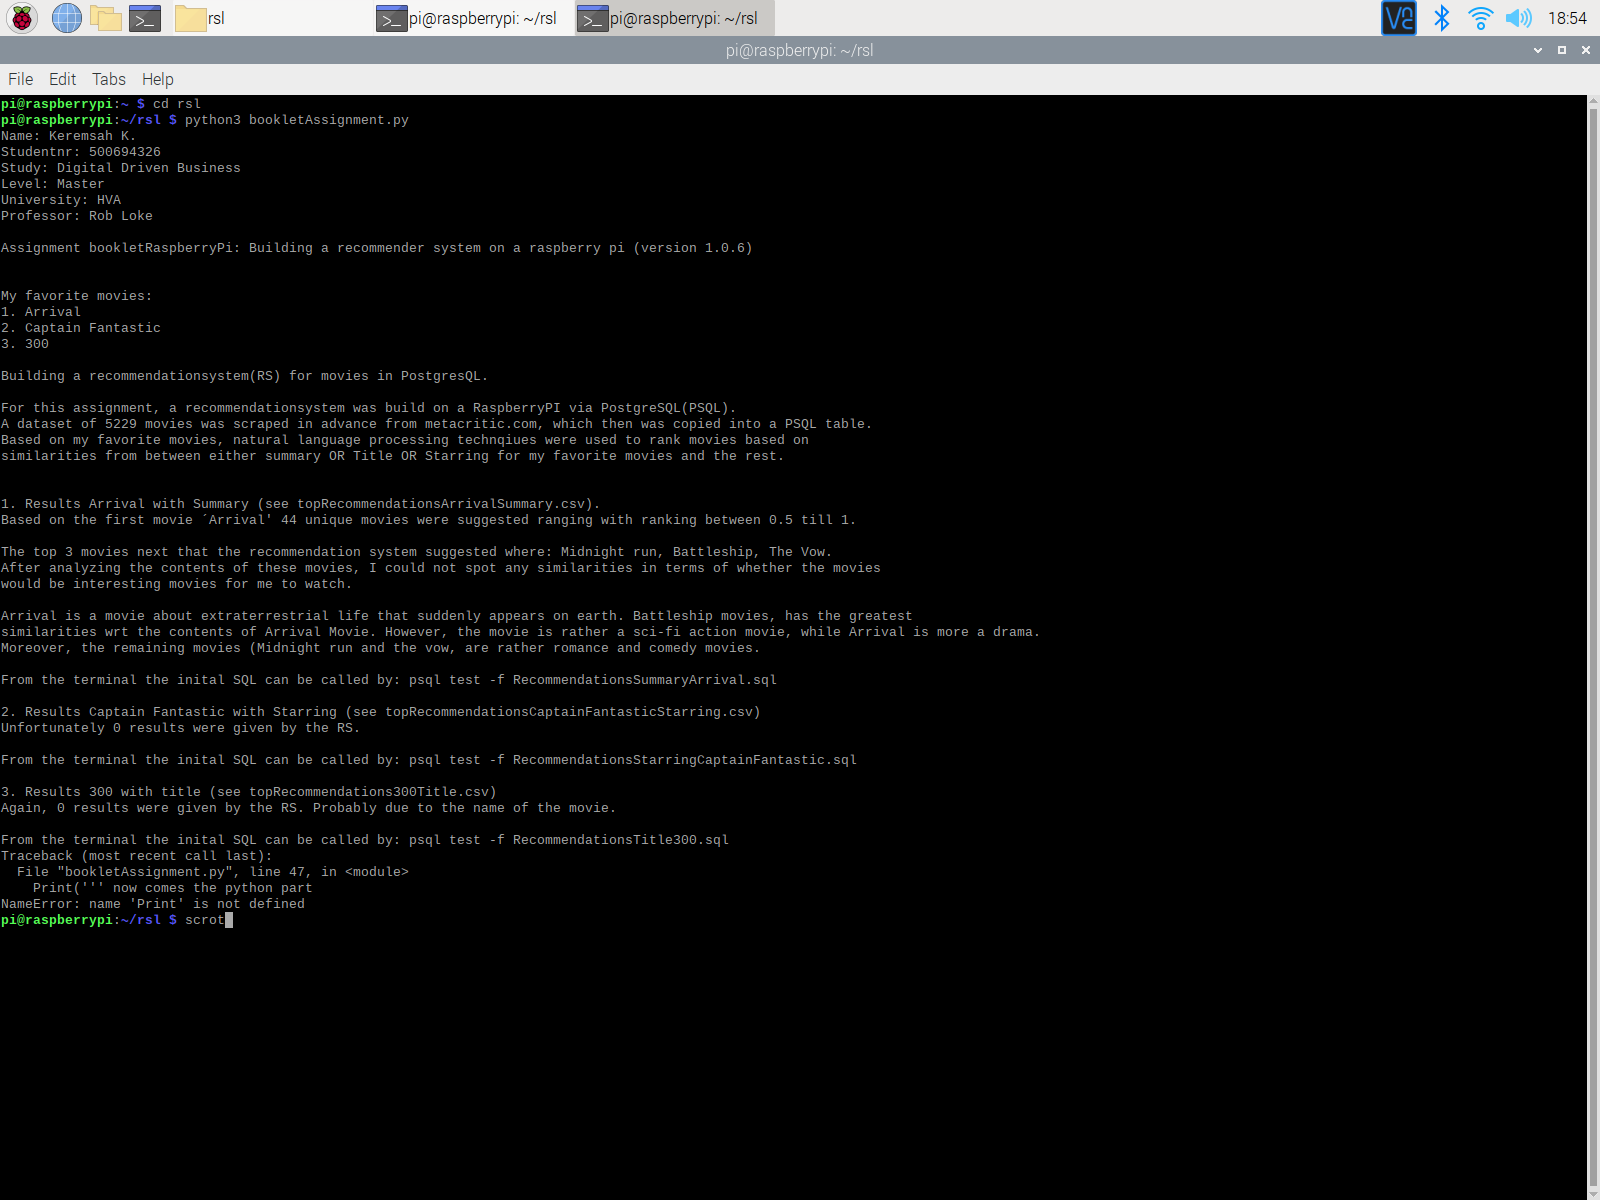 rsl
pi@raspberrypi: ~/rsl
pi@raspberrypi: ~/rsl
18:54
pi@raspberrypi: ~/rsl
File Edit Tabs Help
pi@raspberrypi:~ $ cd rsl
pi@raspberrypi:~/rsl $ python3 bookletAssignment.py
Name: Keremsah K.
Studentnr: 500694326
Study: Digital Driven Business
Level: Master
University: HVA
Professor: Rob Loke
Assignment bookletRaspberryPi: Building a recommender system on a raspberry pi (version 1.0.6)
My favorite movies:
1. Arrival
2. Captain Fantastic
3. 300
Building a recommendationsystem(RS) for movies in PostgresQL.
For this assignment, a recommendationsystem was build on a RaspberryPI via PostgreSQL(PSQL).
A dataset of 5229 movies was scraped in advance from metacritic.com, which then was copied into a PSQL table.
Based on my favorite movies, natural language processing technqiues were used to rank movies based on
similarities from between either summary OR Title OR Starring for my favorite movies and the rest.
1. Results Arrival with Summary (see topRecommendationsArrivalSummary.csv).
Based on the first movie ´Arrival' 44 unique movies were suggested ranging with ranking between 0.5 till 1.
The top 3 movies next that the recommendation system suggested where: Midnight run, Battleship, The Vow.
After analyzing the contents of these movies, I could not spot any similarities in terms of whether the movies
would be interesting movies for me to watch.
Arrival is a movie about extraterrestrial life that suddenly appears on earth. Battleship movies, has the greatest
similarities wrt the contents of Arrival Movie. However, the movie is rather a sci-fi action movie, while Arrival is more a drama.
Moreover, the remaining movies (Midnight run and the vow, are rather romance and comedy movies.
From the terminal the inital SQL can be called by: psql test -f RecommendationsSummaryArrival.sql
2. Results Captain Fantastic with Starring (see topRecommendationsCaptainFantasticStarring.csv)
Unfortunately 0 results were given by the RS.
From the terminal the inital SQL can be called by: psql test -f RecommendationsStarringCaptainFantastic.sql
3. Results 300 with title (see topRecommendations300Title.csv)
Again, 0 results were given by the RS. Probably due to the name of the movie.
From the terminal the inital SQL can be called by: psql test -f RecommendationsTitle300.sql
Traceback (most recent call last):
File "bookletAssignment.py", line 47, in <module>
Print(''' now comes the python part
NameError: name 'Print' is not defined
pi@raspberrypi:~/rsl $ scrot